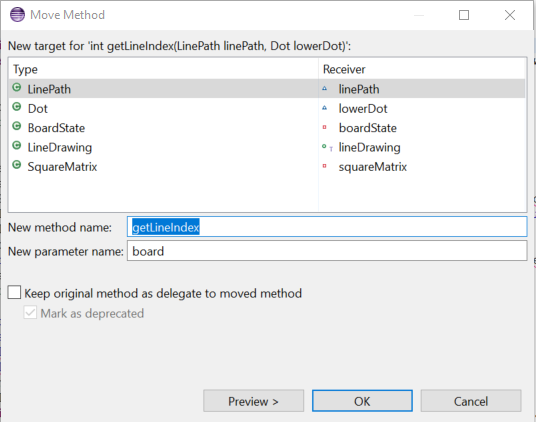 Move Method
New target for 'int getLineIndex(LinePath linePath, Dot lowerDot)':
Type Receiver
LinePath linePath
Dot lowerDot
BoardState boardState
LineDrawing lineDrawing
SquareMatrix squareMatrix
New method name: getLineIndex
New parameter name: board
Keep original method as delegate to moved method
Mark as deprecated
Preview > OK Cancel